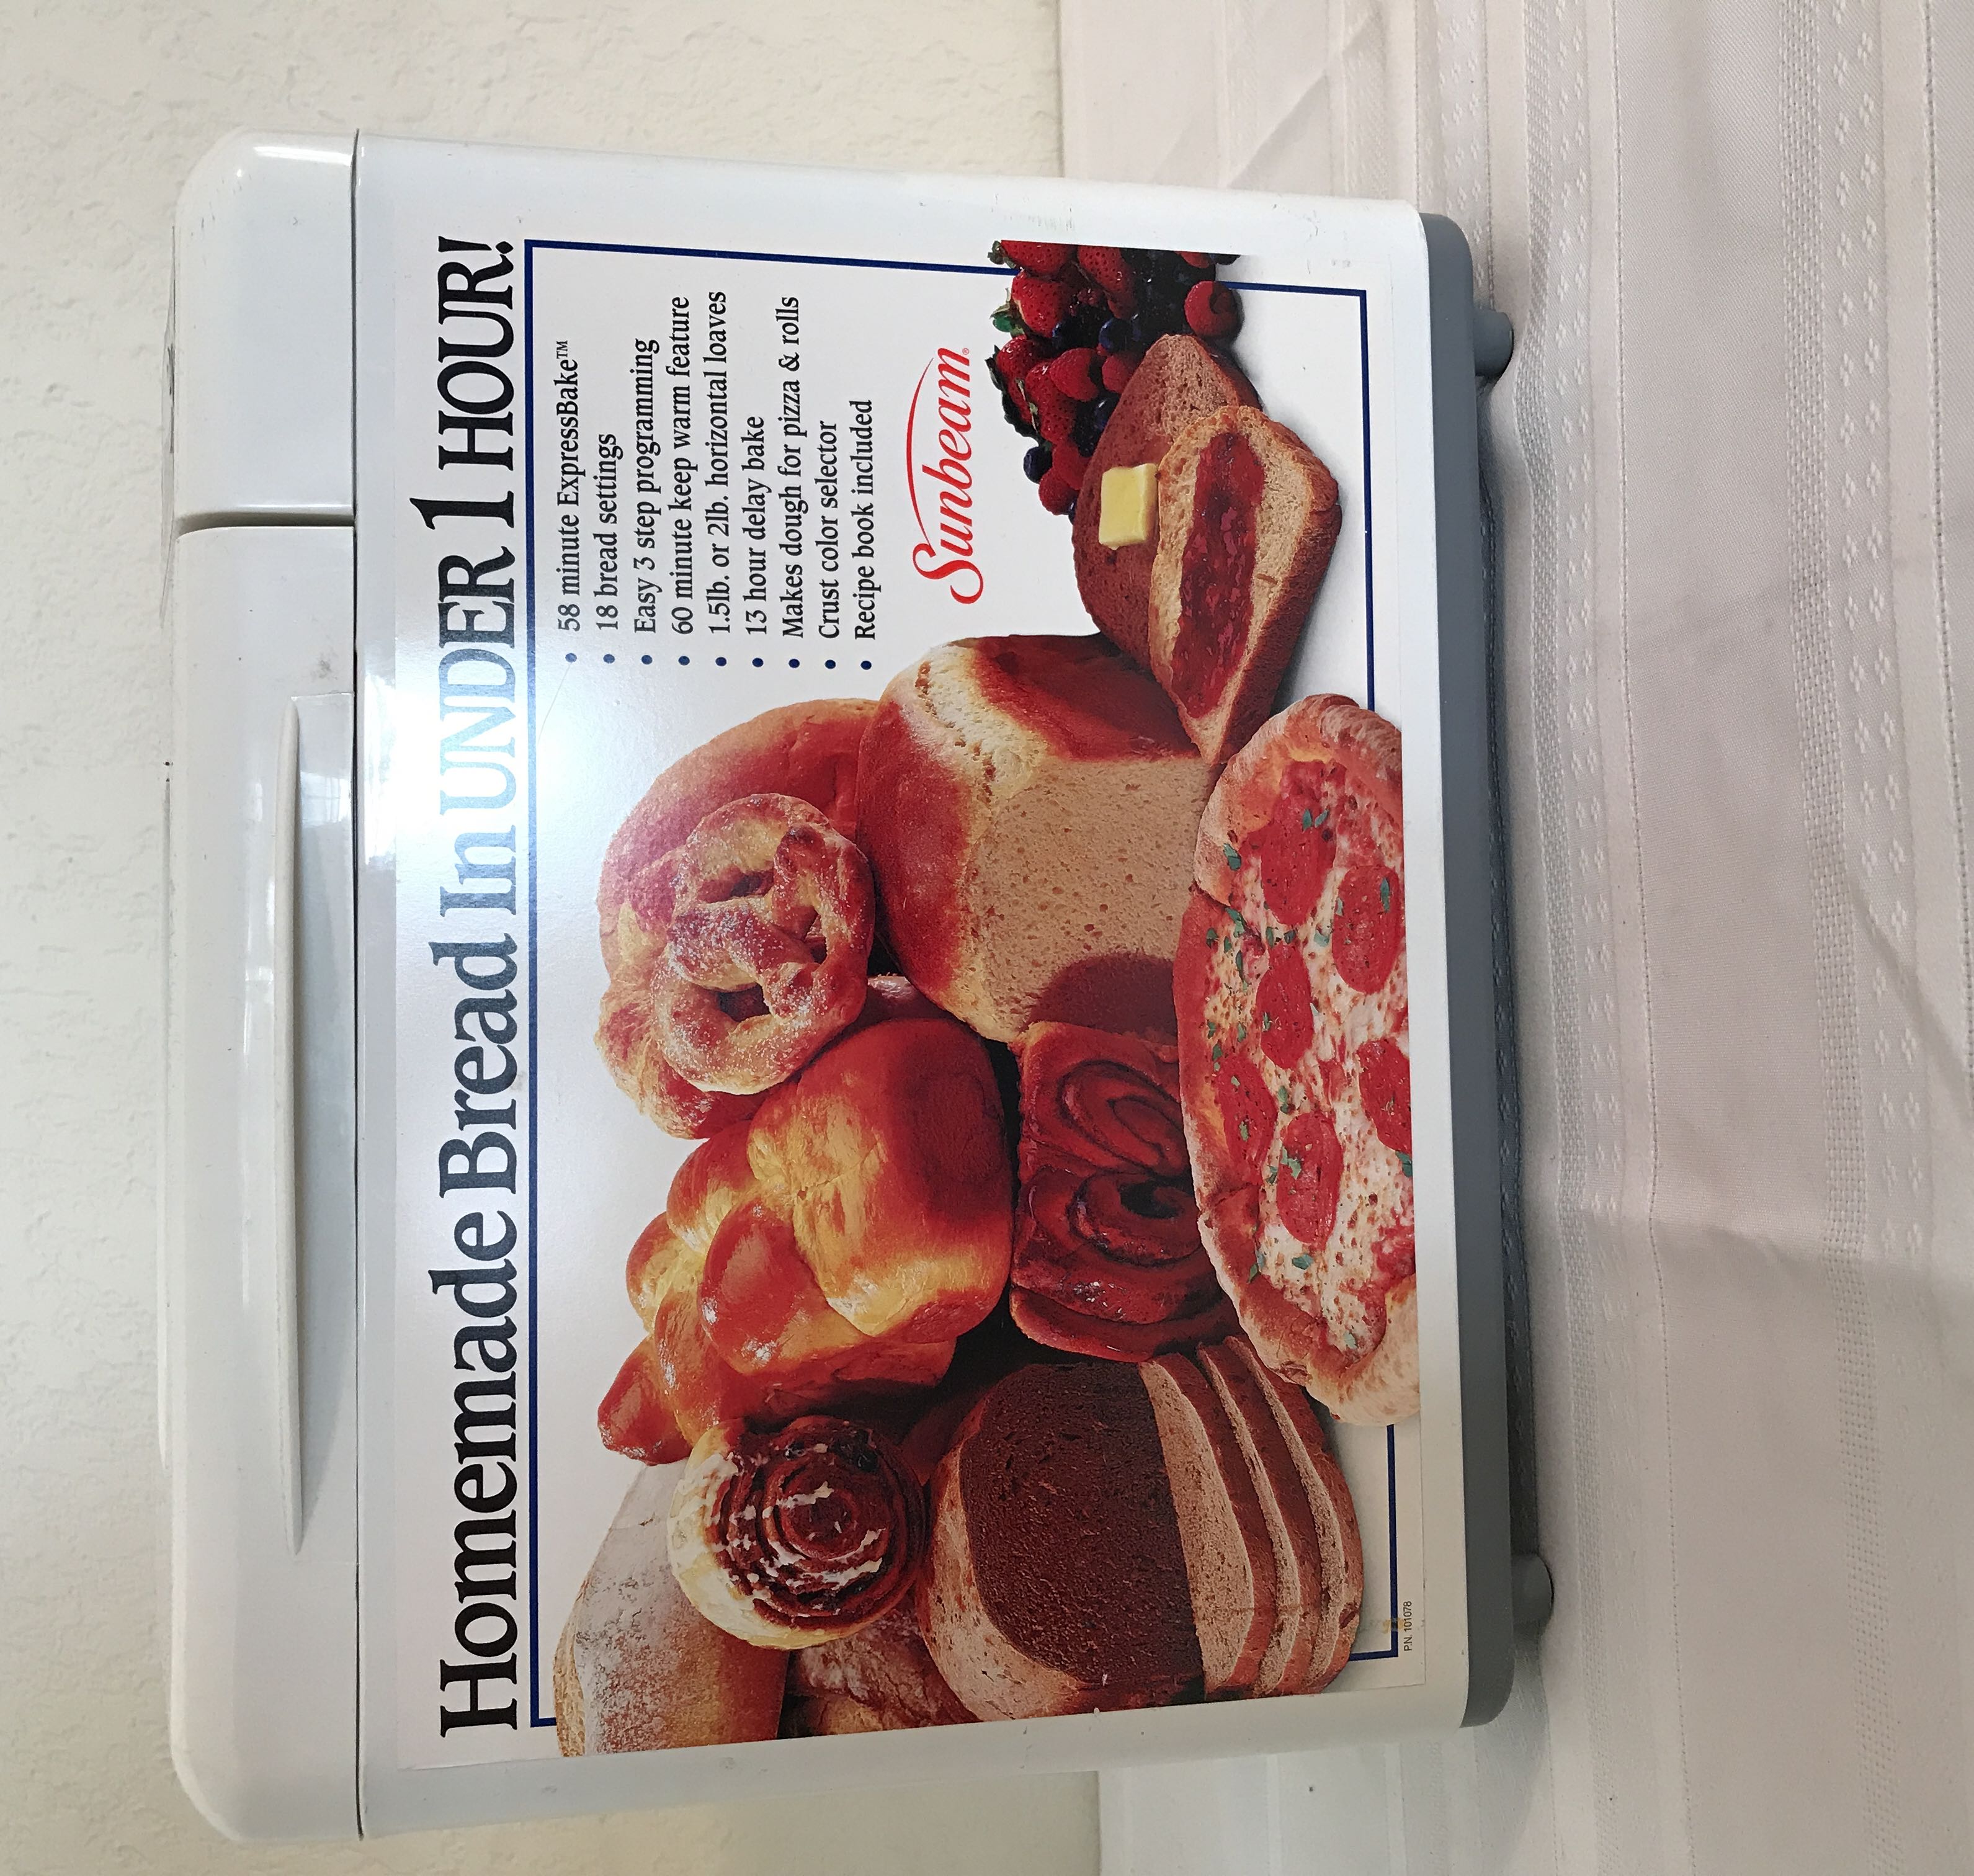 Homemade Bread In UNDER 1 HOUR!
• 58 minute ExpressBake™
• 18 bread settings
• Easy 3 step programming
• 60 minute keep warm feature
• 1.5lb. or 2lb. horizontal loaves
• 13 hour delay bake
• Makes dough for pizza & rolls
• Crust color selector
• Recipe book included
Sunbeam®
P.N. 101078